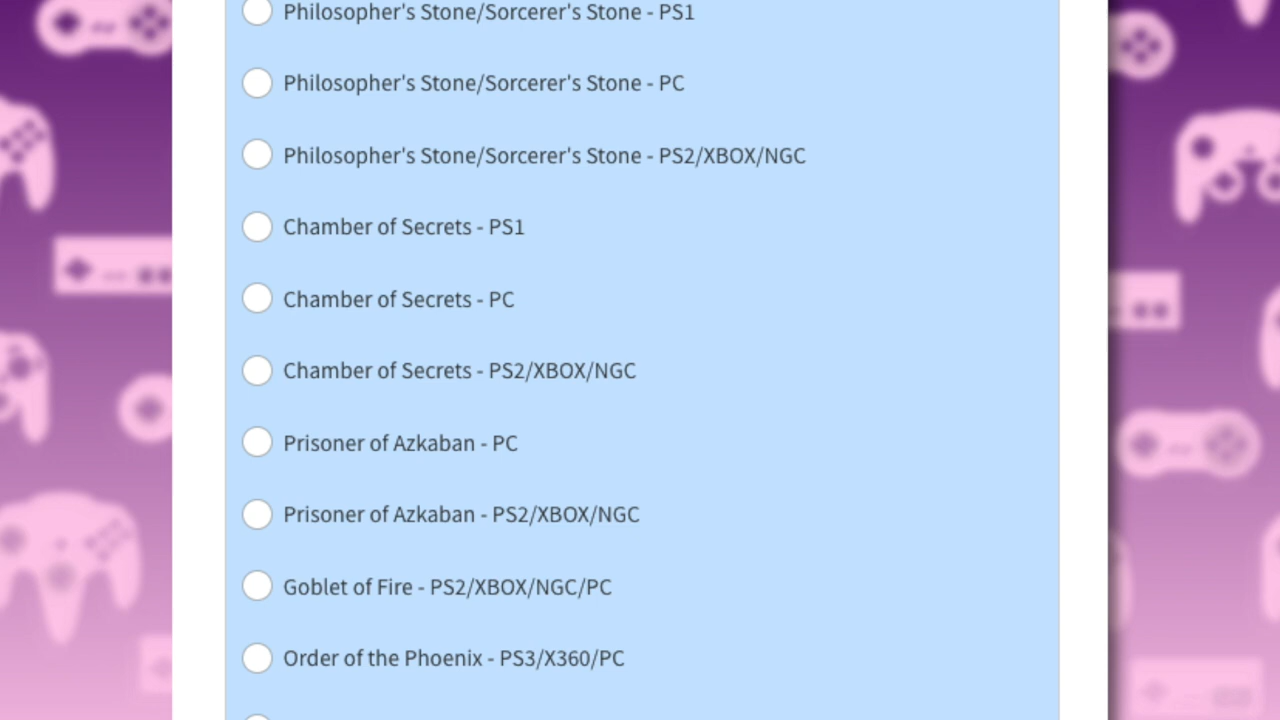 Philosopher's Stone/Sorcerer's Stone - PS1
Philosopher's Stone/Sorcerer's Stone - PC
Philosopher's Stone/Sorcerer's Stone - PS2/XBOX/NGC
Chamber of Secrets - PS1
Chamber of Secrets - PC
Chamber of Secrets - PS2/XBOX/NGC
Prisoner of Azkaban - PC
Prisoner of Azkaban - PS2/XBOX/NGC
Goblet of Fire - PS2/XBOX/NGC/PC
Order of the Phoenix - PS3/X360/PC